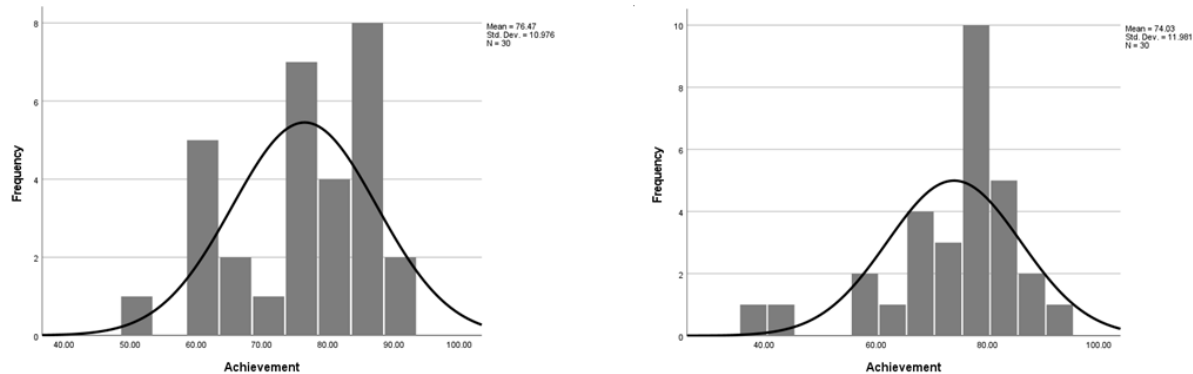 Mean = 76.47
Std. Dev. = 10.976
N = 30
8
6
4
2
0
Frequency
40.00 50.00 60.00 70.00 80.00 90.00 100.00
Achievement
Mean = 74.03
Std. Dev. = 11.981
N = 30
10
8
6
4
2
0
Frequency
40.00 60.00 80.00 100.00
Achievement